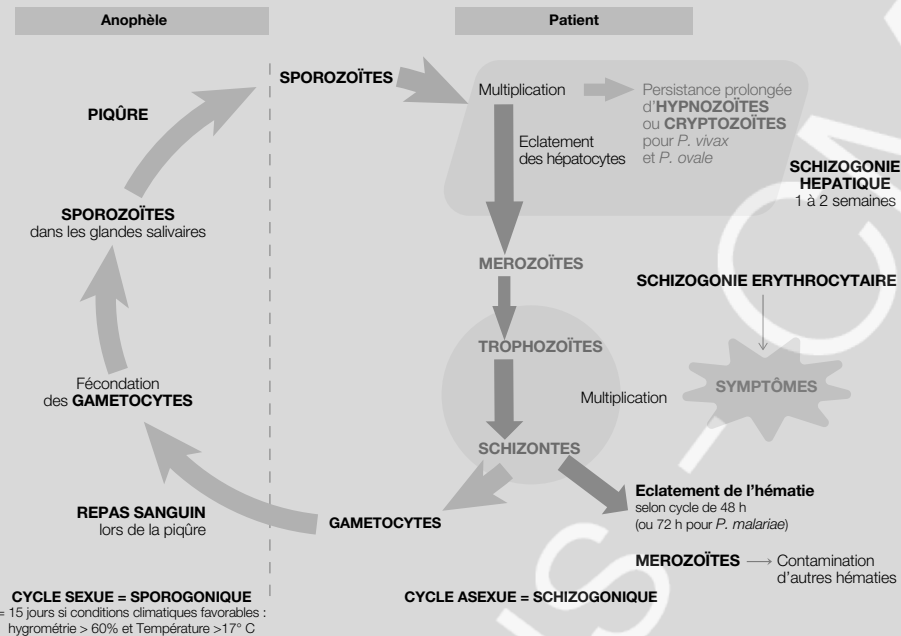 Anophèle
Patient
SPOROZOÏTES
PIQÛRE
SPOROZOÏTES
dans les glandes salivaires
Fécondation
des GAMETOCYTES
REPAS SANGUIN
lors de la piqûre
GAMETOCYTES
Multiplication
Persistance prolongée
d'HYPNOZOÏTES
ou CRYPTOZOÏTES
pour P. vivax
et P. ovale
Eclatement
des hépatocytes
SCHIZOGONIE
HEPATIQUE
1 à 2 semaines
MEROZOÏTES
SCHIZOGONIE ERYTHROCYTAIRE
TROPHOZOÏTES
SYMPTÔMES
Multiplication
SCHIZONTES
Eclatement de l'hématie
selon cycle de 48 h
(ou 72 h pour P. malariae)
MEROZOÏTES
Contamination
d'autres hématies
CYCLE SEXUE = SPOROGONIQUE
= 15 jours si conditions climatiques favorables :
hygrométrie > 60% et Température >17° C
CYCLE ASEXUE = SCHIZOGONIQUE